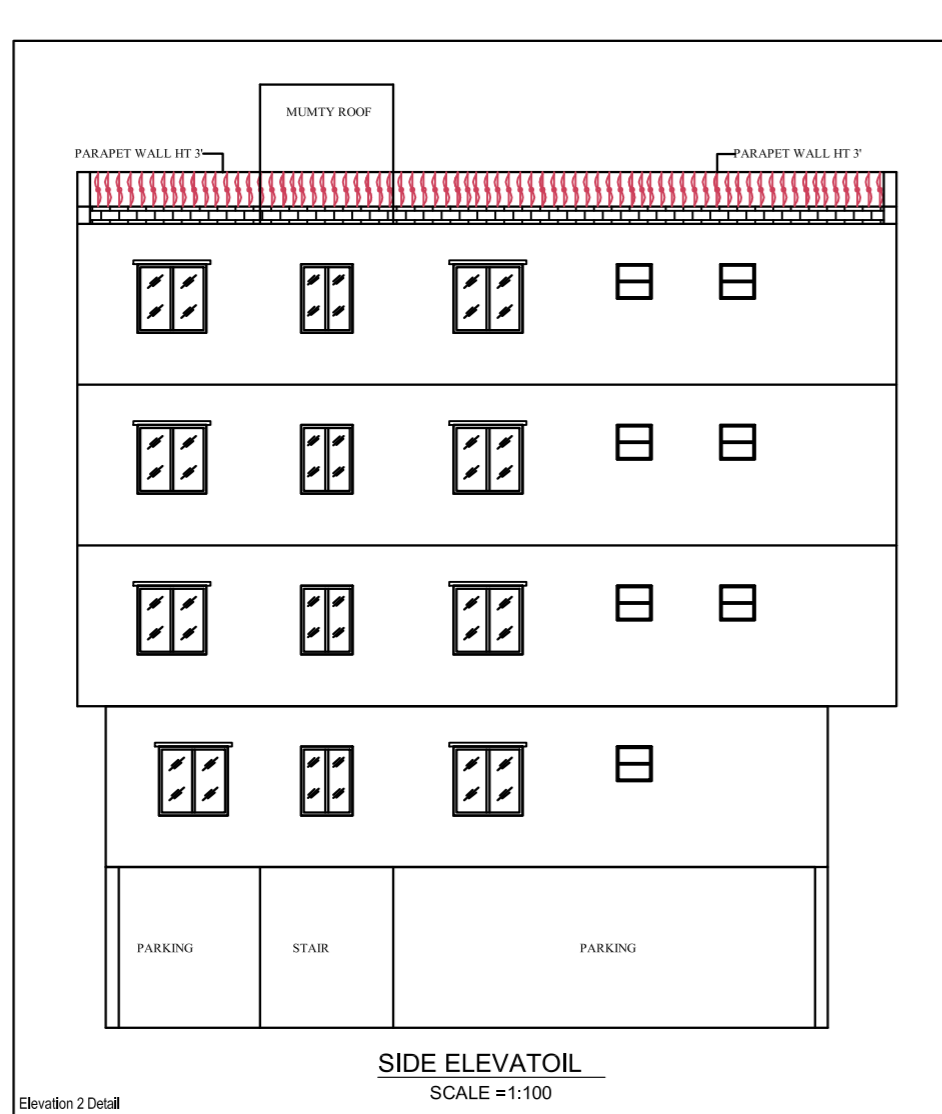 MUMTY ROOF
PARAPET WALL HT 3'
PARAPET WALL HT 3'
PARKING
STAIR
PARKING
SIDE ELEVATOIL
SCALE =1:100
Elevation 2 Detail